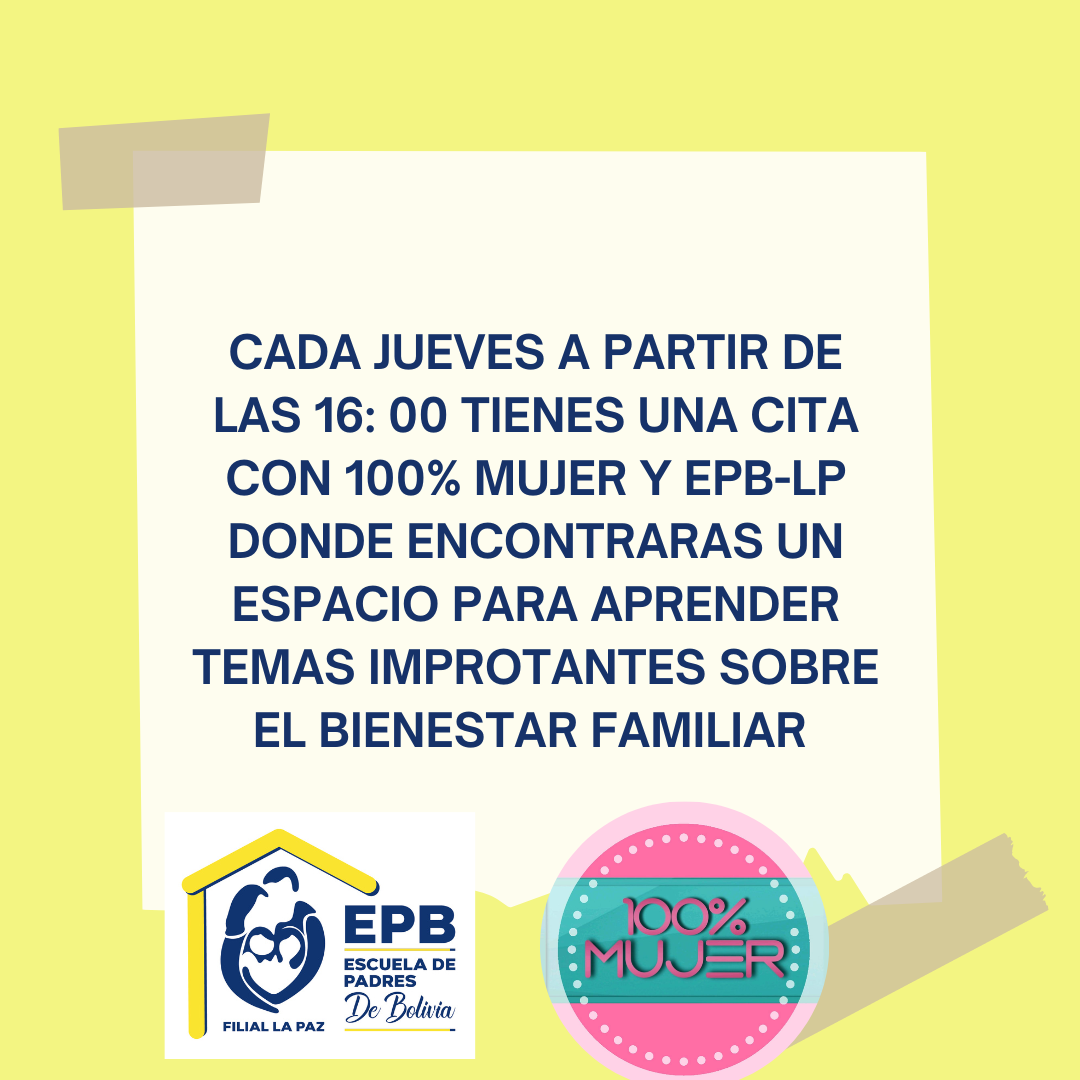 CADA JUEVES A PARTIR DE
LAS 16: 00 TIENES UNA CITA
CON 100% MUJER Y EPB-LP
DONDE ENCONTRARAS UN
ESPACIO PARA APRENDER
TEMAS IMPROTANTES SOBRE
EL BIENESTAR FAMILIAR
EPB
ESCUELA DE
PADRES
De Bolivia
FILIAL LA PAZ
100%
MUJER